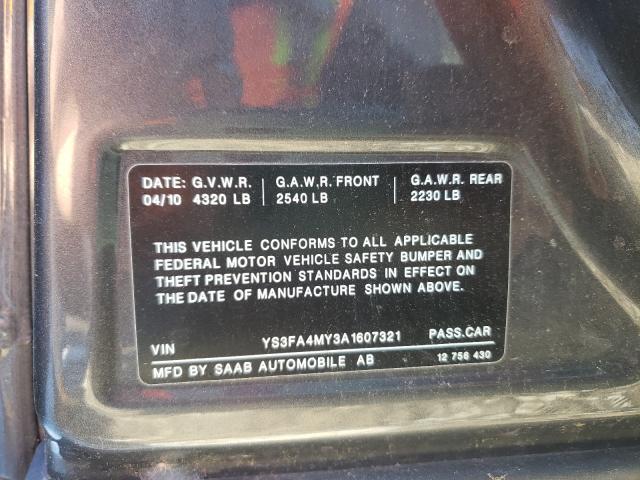 DATE: G.V.W.R. G.A.W.R. FRONT G.A.W.R. REAR
04/10 4320 LB 2540 LB 2230 LB
THIS VEHICLE CONFORMS TO ALL APPLICABLE
FEDERAL MOTOR VEHICLE SAFETY BUMPER AND
THEFT PREVENTION STANDARDS IN EFFECT ON
THE DATE OF MANUFACTURE SHOWN ABOVE.
VIN YS3FA4MY3A1607321 PASS.CAR
MFD BY SAAB AUTOMOBILE AB 12 756 430